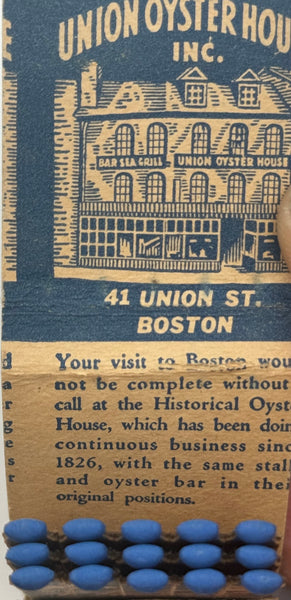 UNION OYSTER HOU
INC.
BAR SEA GRILL UNION OYSTER HOUSE
41 UNION ST.
BOSTON
Your visit to Boston wou
not be complete without
call at the Historical Oyst
House, which has been doin
continuous business sinc
1826, with the same stal
and oyster bar in thei
original positions.